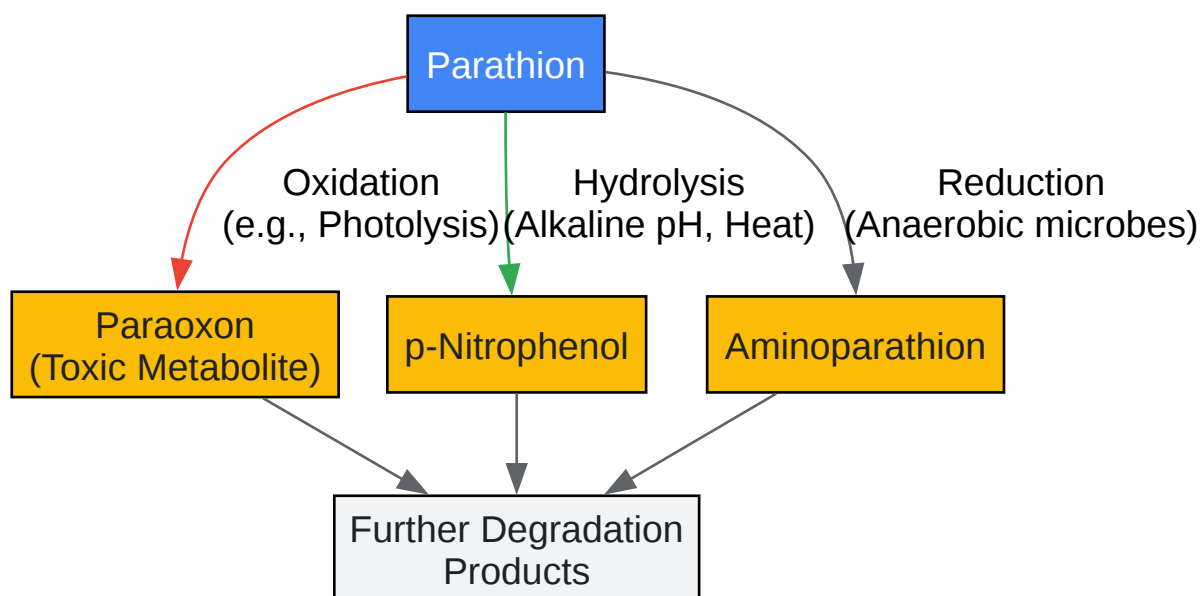 Parathion
Oxidation
(e.g., Photolysis)
Hydrolysis
(Alkaline pH, Heat)
Reduction
(Anaerobic microbes)
Paraoxon
(Toxic Metabolite)
p-Nitrophenol
Aminoparathion
Further Degradation
Products